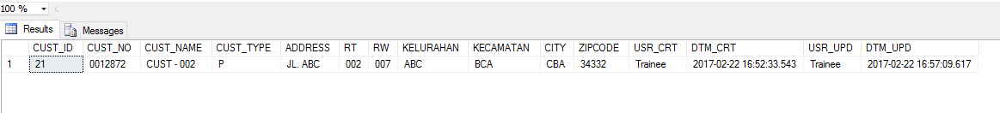 100 %
Results Messages
CUST_ID CUST_NO CUST_NAME CUST_TYPE ADDRESS RT RW KELURAHAN KECAMATAN CITY ZIPCODE USR_CRT DTM_CRT USR_UPD DTM_UPD
1 21 0012872 CUST - 002 P JL. ABC 002 007 ABC BCA CBA 34332 Trainee 2017-02-22 16:52:33.543 Trainee 2017-02-22 16:57:09.617